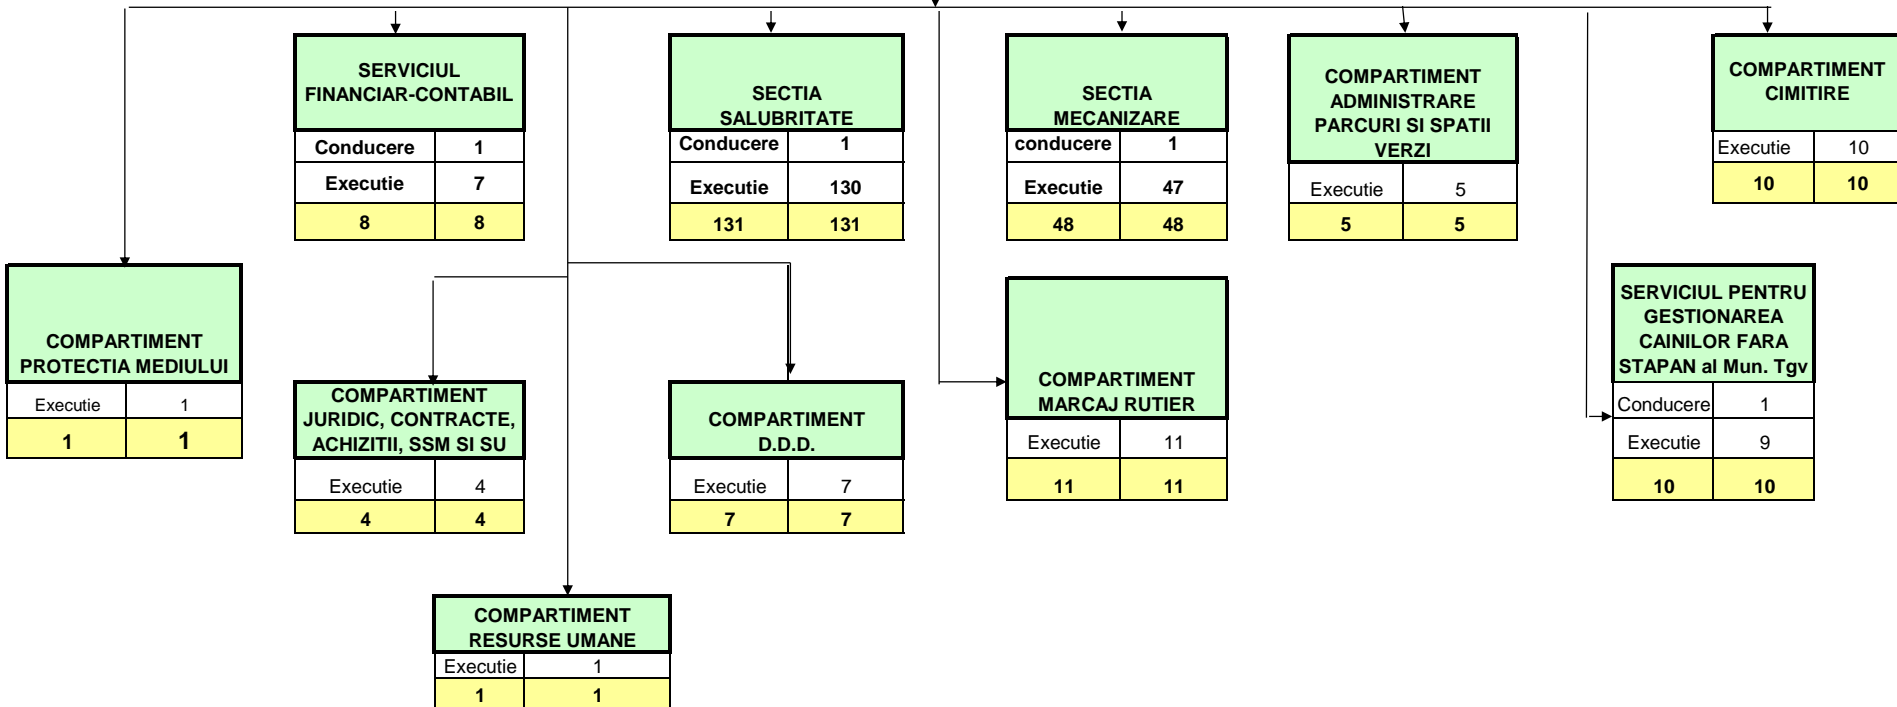 SERVICIUL
FINANCIAR-CONTABIL
Conducere 1
Executie 7
8 8
SECTIA
SALUBRITATE
Conducere 1
Executie 130
131 131
SECTIA
MECANIZARE
conducere 1
Executie 47
48 48
COMPARTIMENT
ADMINISTRARE
PARCURI SI SPATII
VERZI
Executie 5
5 5
COMPARTIMENT
CIMITIRE
Executie 10
10 10
COMPARTIMENT
PROTECTIA MEDIULUI
Executie 1
1 1
COMPARTIMENT
JURIDIC, CONTRACTE,
ACHIZITII, SSM SI SU
Executie 4
4 4
COMPARTIMENT
D.D.D.
Executie 7
7 7
COMPARTIMENT
MARCAJ RUTIER
Executie 11
11 11
SERVICIUL PENTRU
GESTIONAREA
CAINILOR FARA
STAPAN al Mun. Tgv
Conducere 1
Executie 9
10 10
COMPARTIMENT
RESURSE UMANE
Executie 1
1 1